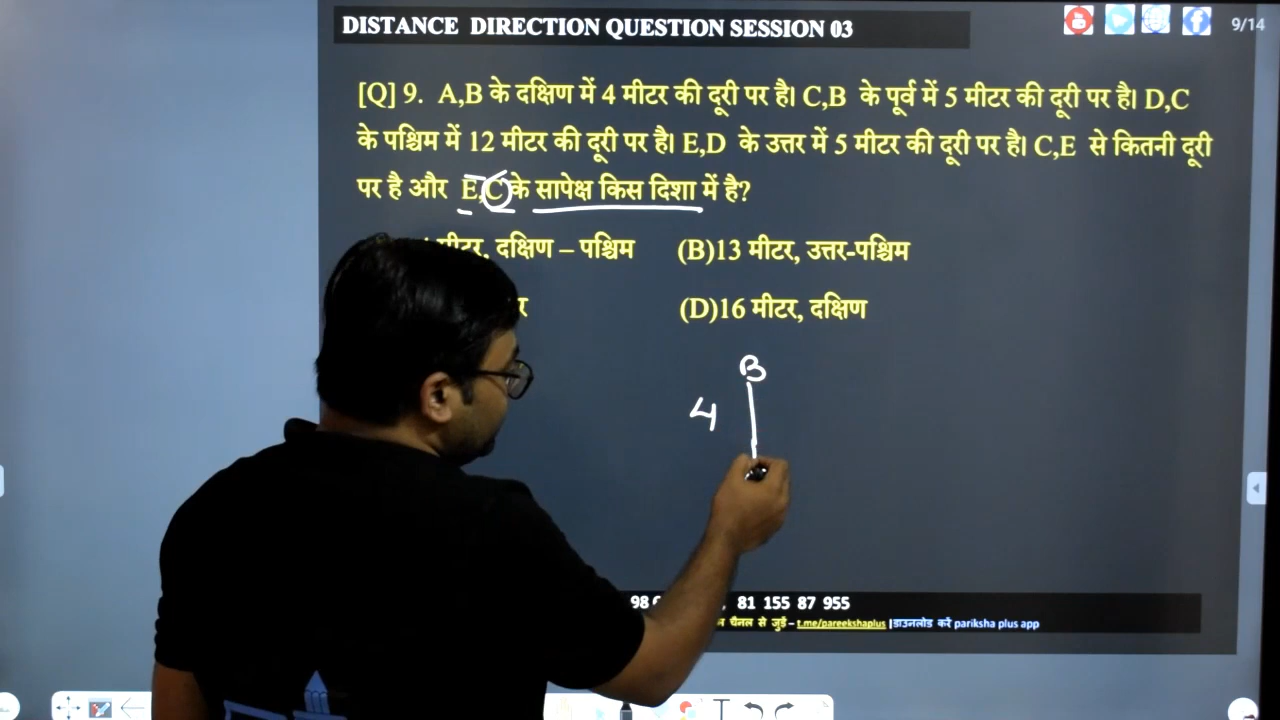 DISTANCE DIRECTION QUESTION SESSION 03
9/14
[Q] 9. A,B के दक्षिण में 4 मीटर की दूरी पर है। C,B के पूर्व में 5 मीटर की दूरी पर है। D,C
के पश्चिम में 12 मीटर की दूरी पर है। E,D के उत्तर में 5 मीटर की दूरी पर है। C,E से कितनी दूरी
पर है और E,C के सापेक्ष किस दिशा में है?
मीटर, दक्षिण – पश्चिम (B)13 मीटर, उत्तर-पश्चिम
(D)16 मीटर, दक्षिण
B
4
81 155 87 955
चैनल से जुड़ें – t.me/pareekshaplus |डाउनलोड करें pariksha plus app